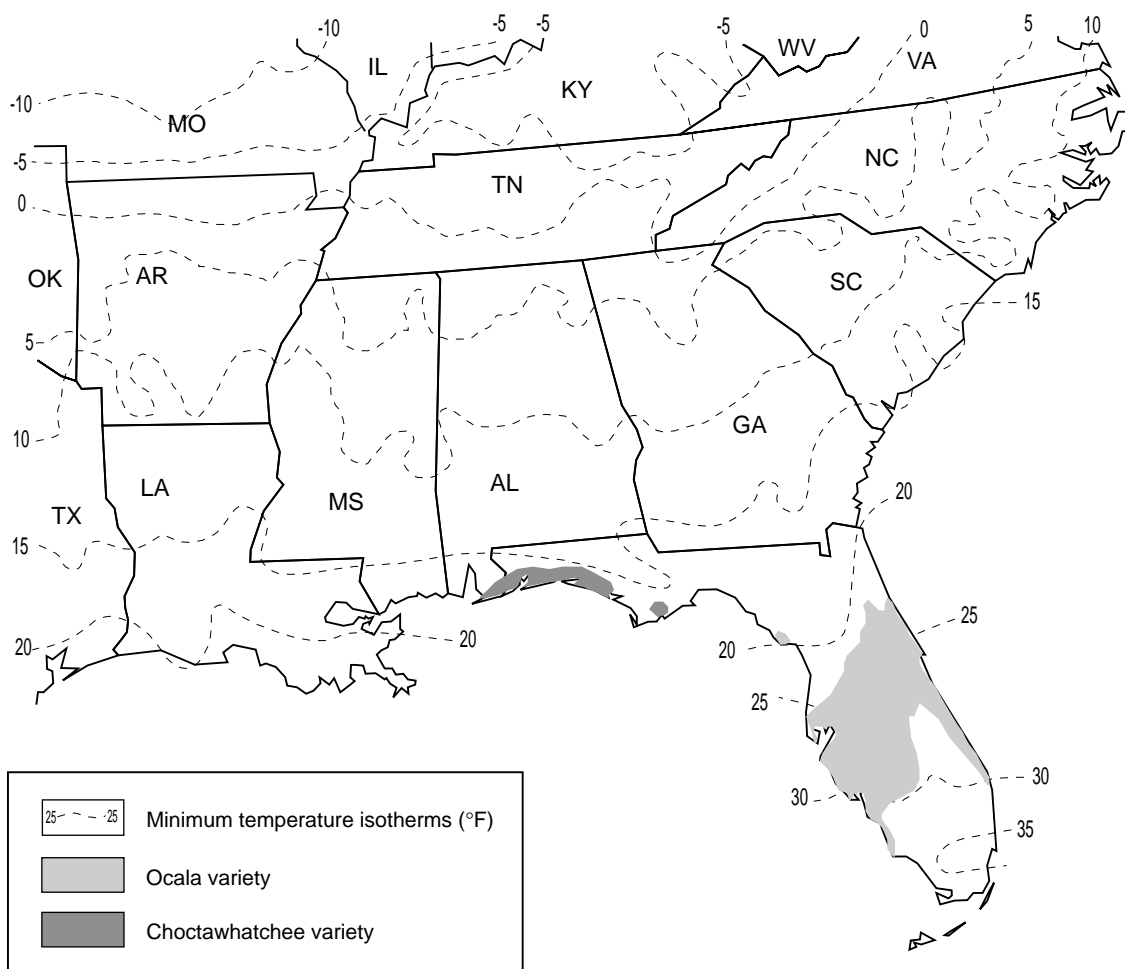 -10
-5
-5
-5
0
5
10
WV
IL
VA
KY
-10
MO
-5
NC
TN
0
OK
AR
SC
15
5
10
GA
LA
AL
MS
20
TX
15
25
20
20
20
25
30
30
35
25 25 Minimum temperature isotherms (°F)
Ocala variety
Choctawhatchee variety